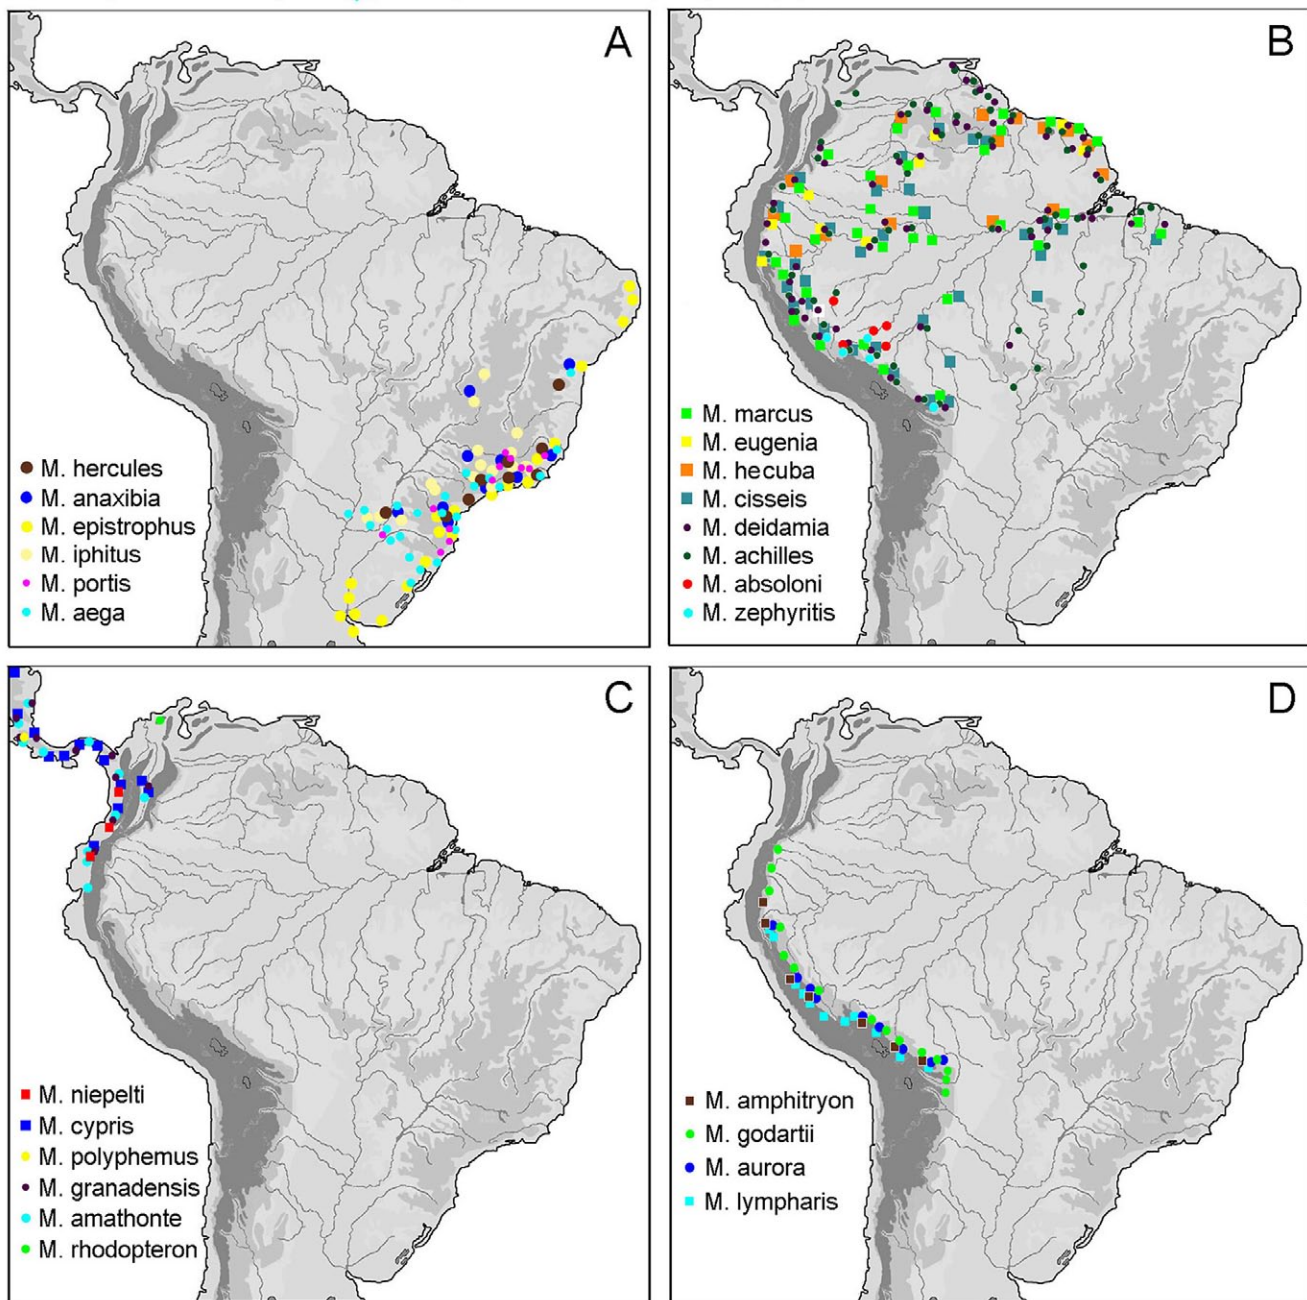 A
M. hercules
M. anaxibia
M. epistrophus
M. iphitus
M. portis
M. aega
B
M. marcus
M. eugenia
M. hecuba
M. cisseis
M. deidamia
M. achilles
M. absoloni
M. zephyritis
C
M. niepelti
M. cypris
M. polyphemus
M. granadensis
M. amathonte
M. rhodopteron
D
M. amphitryon
M. godartii
M. aurora
M. lympharis